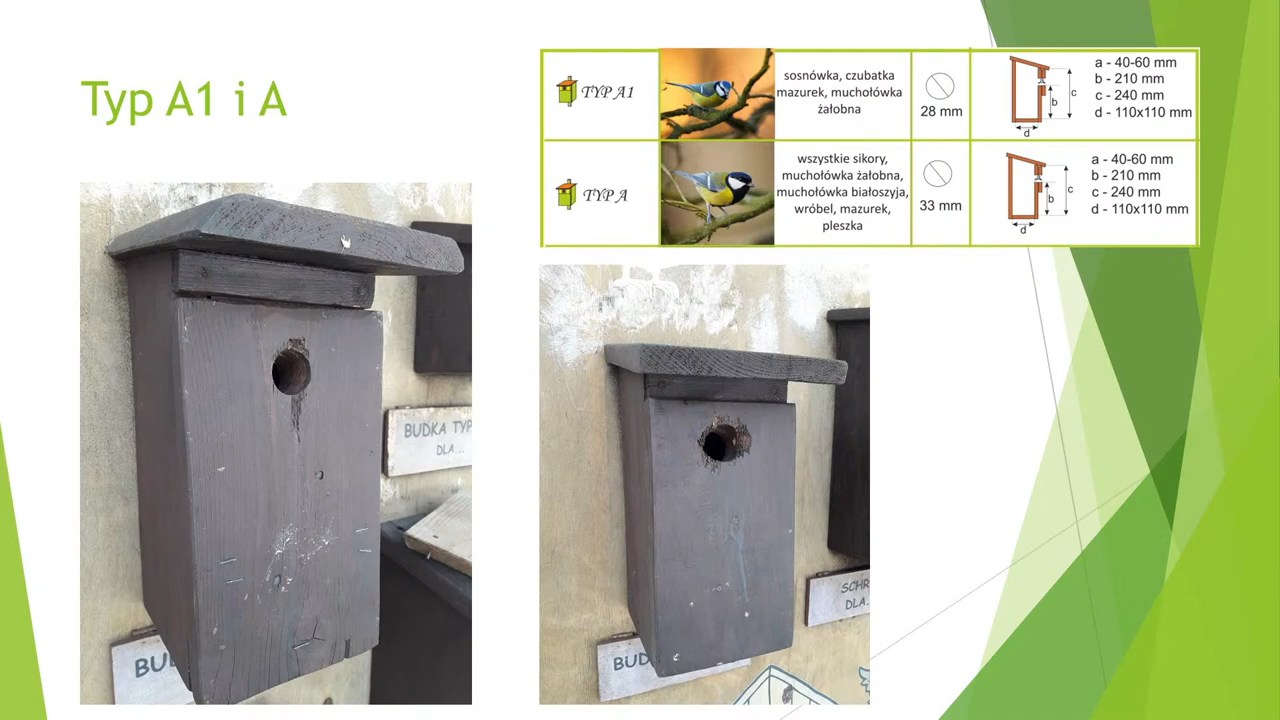 Typ A1 i A
TYP A1
sosnówka, czubatka
mazurek, muchołówka
żałobna
28 mm
a - 40-60 mm
b - 210 mm
c - 240 mm
d - 110x110 mm
c
b
d
TYP A
wszystkie sikory,
muchołówka żałobna,
muchołówka białoszyja,
wróbel, mazurek,
pleszka
33 mm
a - 40-60 mm
b - 210 mm
c - 240 mm
d - 110x110 mm
c
b
d
BUDKA TYP
DLA...
BUD
SCHR
DLA.
BUD